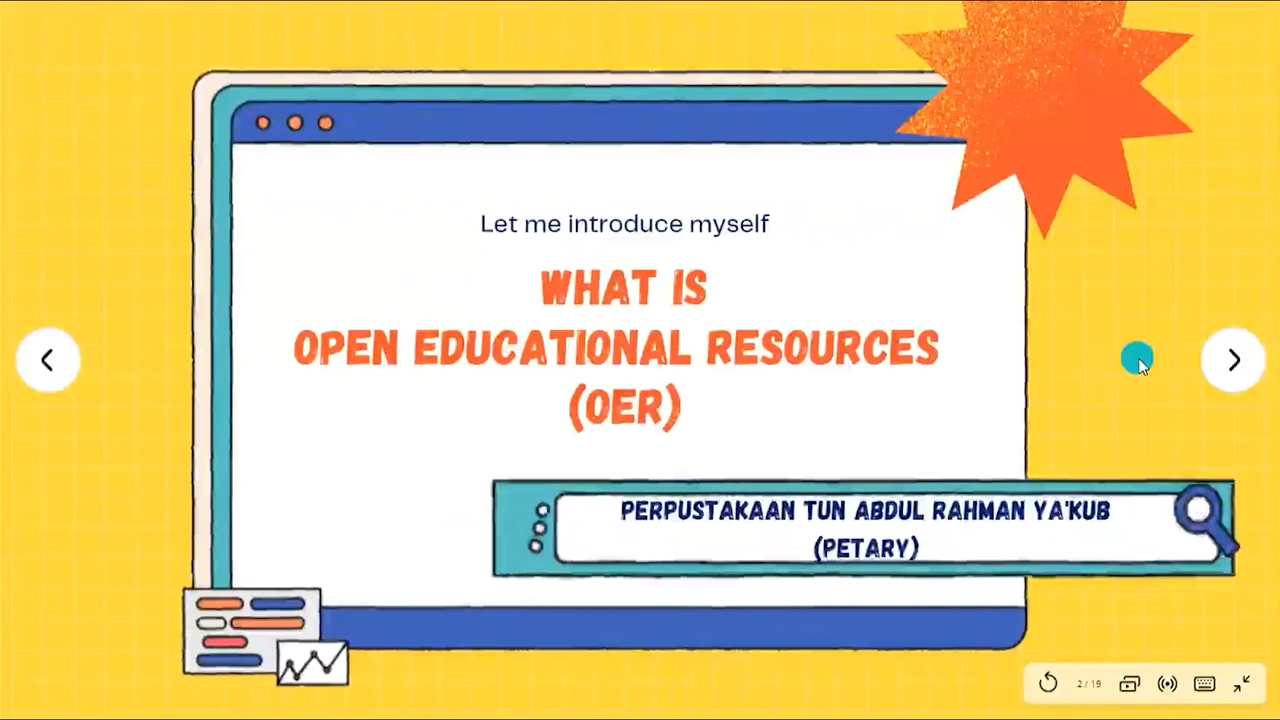 Let me introduce myself
WHAT IS
OPEN EDUCATIONAL RESOURCES
(OER)
PERPUSTAKAAN TUN ABDUL RAHMAN YA'KUB
(PETARY)
2 / 19